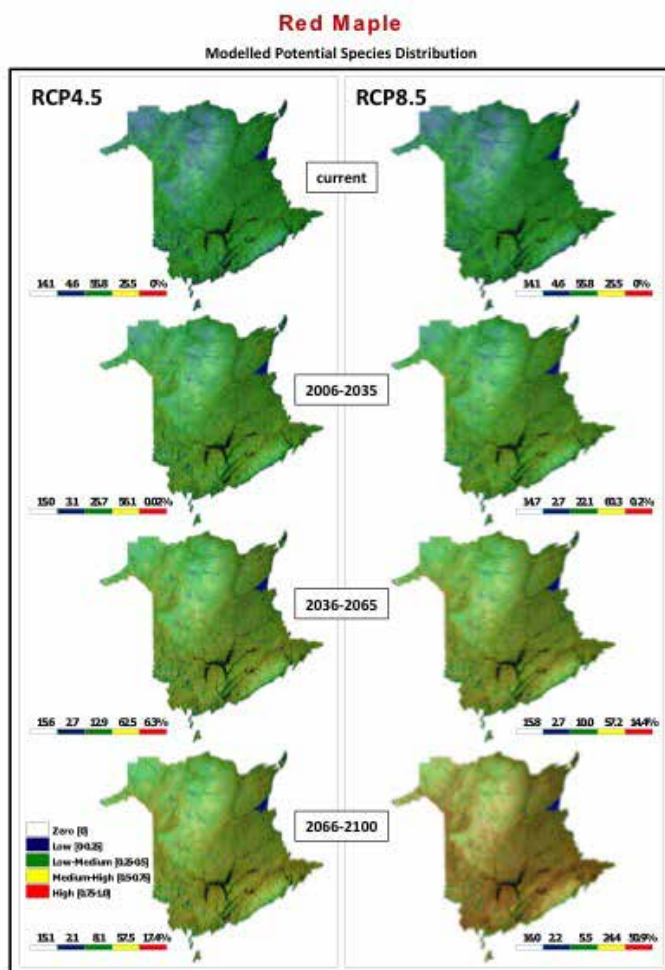 Red Maple
Modelled Potential Species Distribution
RCP4.5
RCP8.5
current
14.1 4.6 55.8 25.5 0%
14.1 4.6 55.8 25.5 0%
2006-2035
15.0 3.1 25.7 56.1 0.02%
14.7 2.7 22.1 60.3 0.2%
2036-2065
15.6 2.7 12.9 62.5 6.3%
15.8 2.7 10.0 57.2 14.4%
2066-2100
Zero [0]
Low [0-0.25]
Low-Medium [0.25-0.5]
Medium-High [0.5-0.75]
High [0.75-1.0]
15.1 2.1 8.1 57.5 17.4%
16.0 2.2 5.5 24.4 50.9%